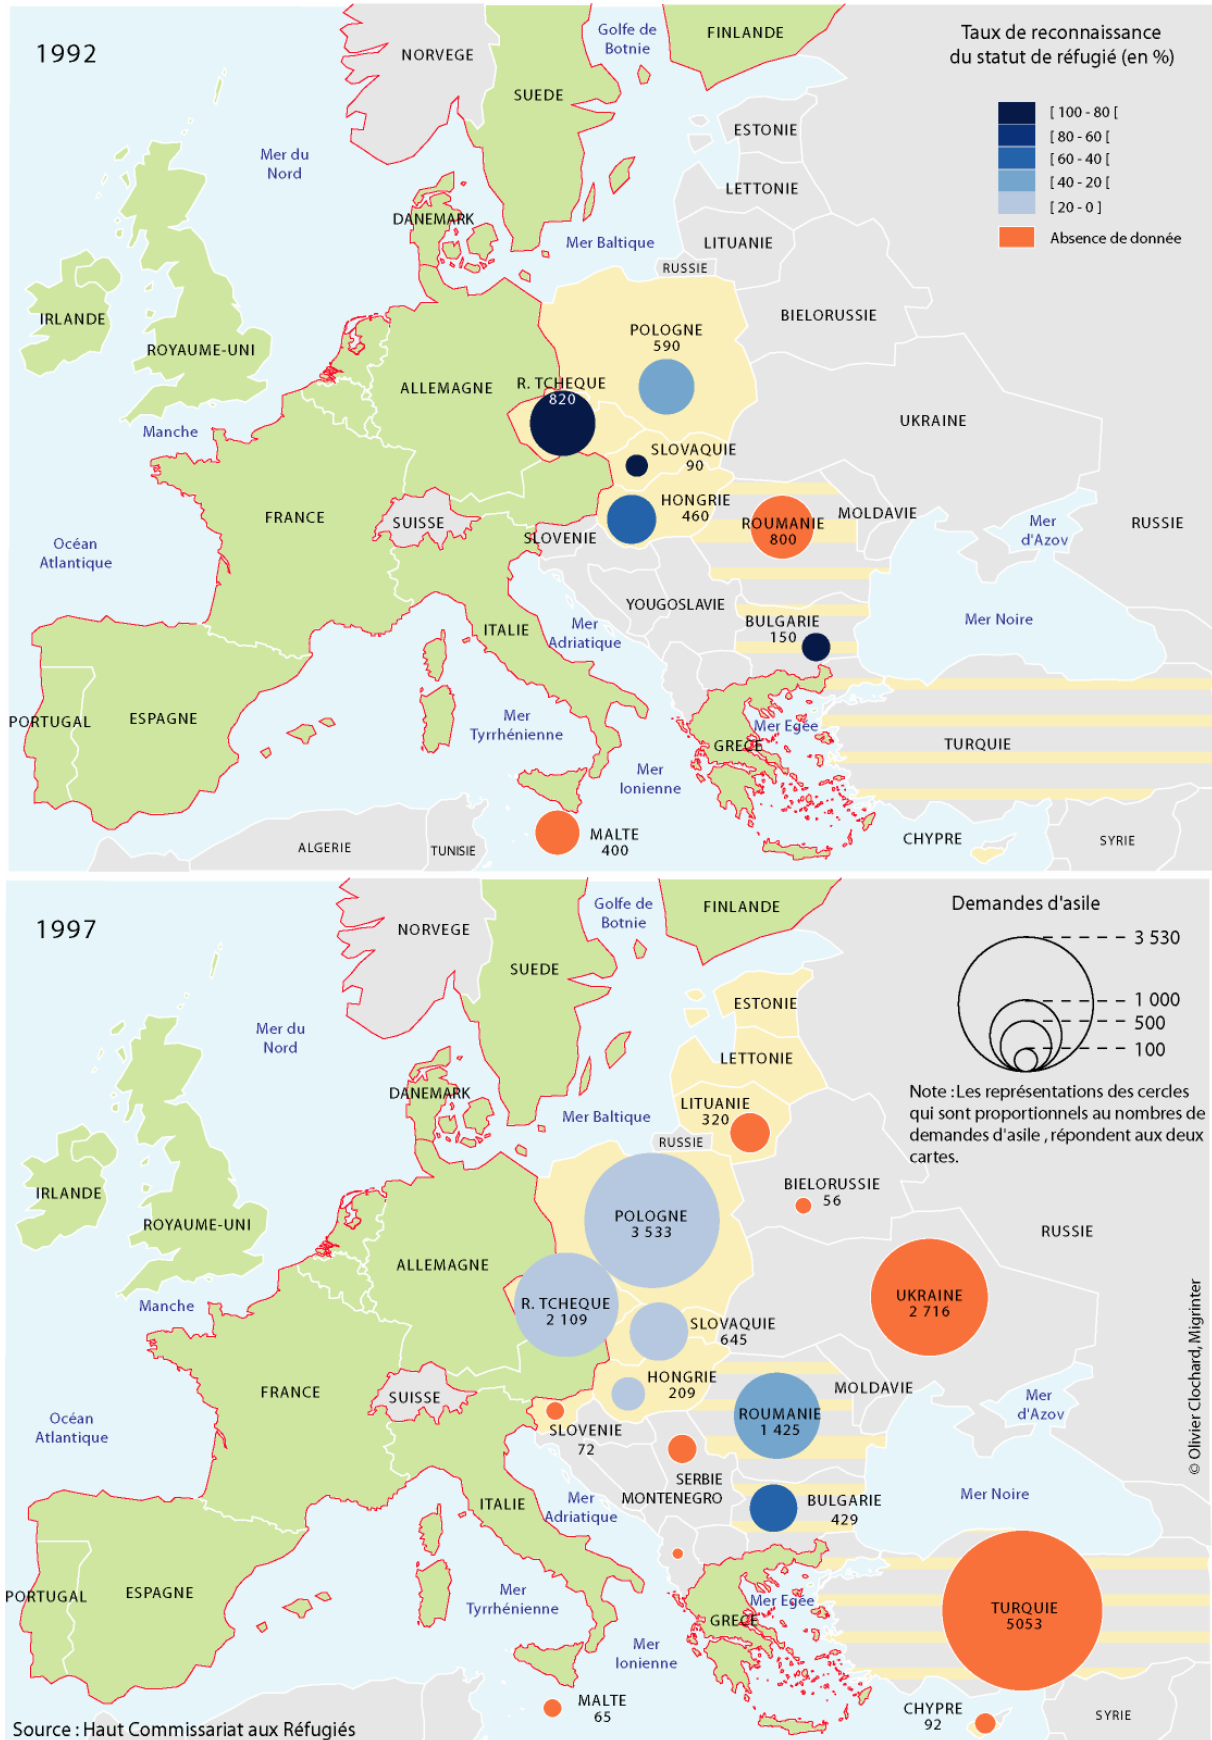 1992
Taux de reconnaissance
du statut de réfugié (en %)
[ 100 - 80 [
[ 80 - 60 [
[ 60 - 40 [
[ 40 - 20 [
[ 20 - 0 ]
Absence de donnée
NORVEGE
Golfe de
Botnie
FINLANDE
SUEDE
ESTONIE
Mer du
Nord
LETTONIE
DANEMARK
Mer Baltique
LITUANIE
RUSSIE
IRLANDE
ROYAUME-UNI
BIELORUSSIE
POLOGNE
590
ALLEMAGNE
R. TCHEQUE
820
UKRAINE
Manche
SLOVAQUIE
90
HONGRIE
460
FRANCE
SUISSE
SLOVENIE
ROUMANIE
800
MOLDAVIE
Mer
d'Azov
RUSSIE
Océan
Atlantique
YOUGOSLAVIE
BULGARIE
150
Mer Noire
ITALIE
Mer
Adriatique
PORTUGAL
ESPAGNE
Mer
Tyrrhénienne
Mer Egée
GRECE
TURQUIE
Mer
Ionienne
MALTE
400
ALGERIE
TUNISIE
CHYPRE
SYRIE
1997
Demandes d'asile
3 530
1 000
500
100
Note : Les représentations des cercles
qui sont proportionnels au nombres de
demandes d'asile , répondent aux deux
cartes.
NORVEGE
Golfe de
Botnie
FINLANDE
SUEDE
ESTONIE
Mer du
Nord
LETTONIE
DANEMARK
LITUANIE
320
Mer Baltique
RUSSIE
IRLANDE
ROYAUME-UNI
BIELORUSSIE
56
POLOGNE
3 533
RUSSIE
ALLEMAGNE
R. TCHEQUE
2 109
UKRAINE
2 716
Manche
SLOVAQUIE
645
HONGRIE
209
FRANCE
SUISSE
SLOVENIE
72
ROUMANIE
1 425
MOLDAVIE
Mer
d'Azov
Océan
Atlantique
SERBIE
MONTENEGRO
BULGARIE
429
Mer Noire
ITALIE
Mer
Adriatique
PORTUGAL
ESPAGNE
Mer
Tyrrhénienne
Mer Egée
GRECE
TURQUIE
5053
Mer
Ionienne
MALTE
65
CHYPRE
92
SYRIE
© Olivier Clochard, Migrinter
Source : Haut Commissariat aux Réfugiés